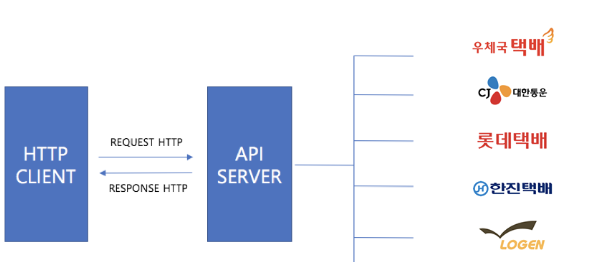 HTTP
CLIENT
REQUEST HTTP
RESPONSE HTTP
API
SERVER
우체국 택배
CJ 대한통운
롯데택배
한진택배
LOGEN